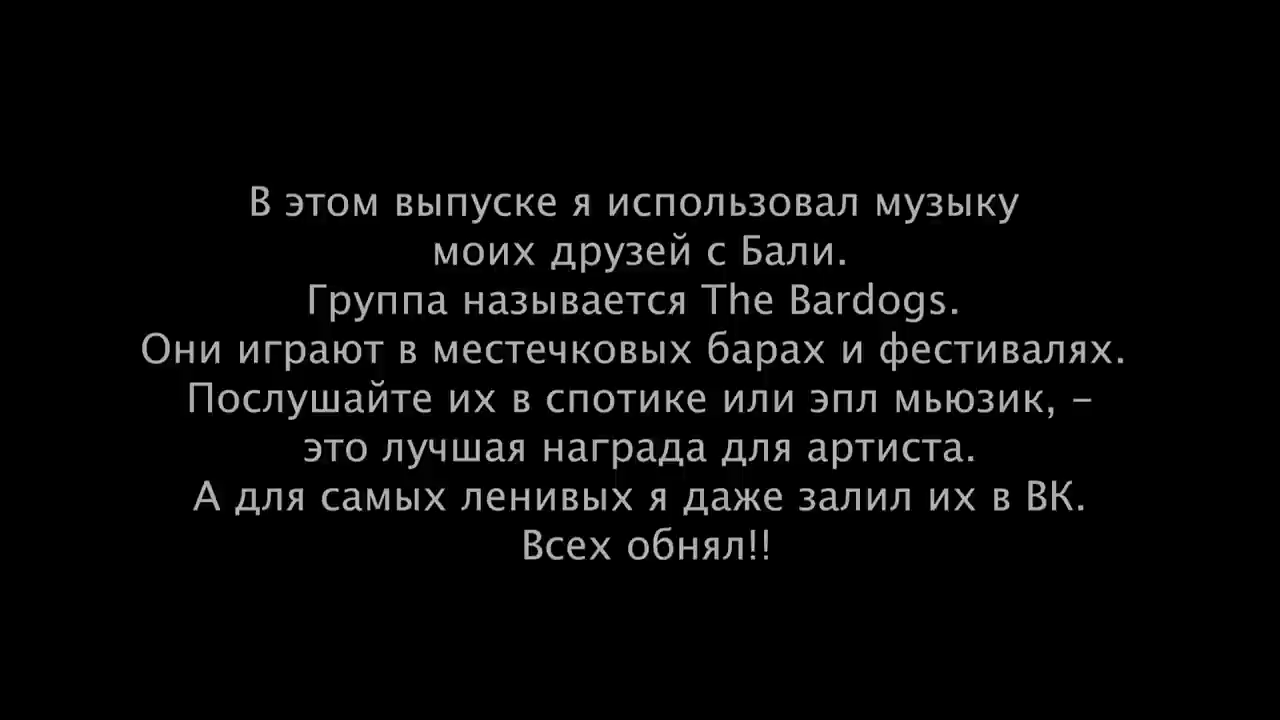 В этом выпуске я использовал музыку
моих друзей с Бали.
Группа называется The Bardogs.
Они играют в местечковых барах и фестивалях.
Послушайте их в спотике или эпл мьюзик, –
это лучшая награда для артиста.
А для самых ленивых я даже залил их в ВК.
Всех обнял!!